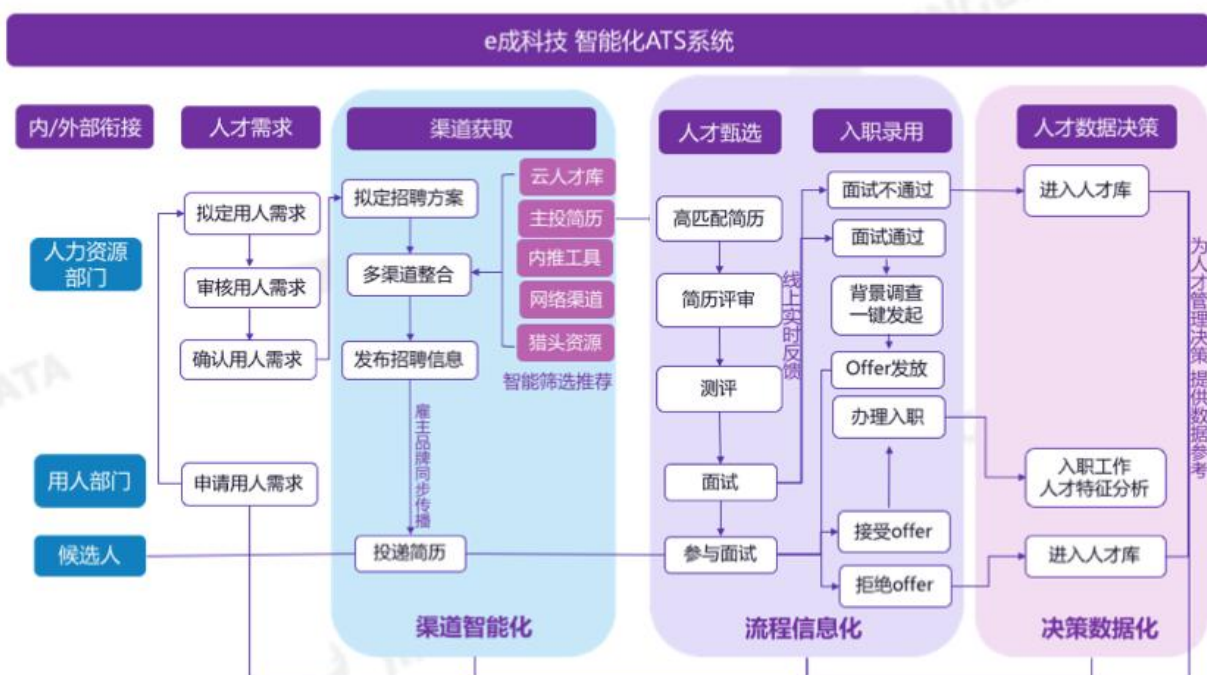 e成科技 智能化ATS系统
内/外部衔接
人才需求
渠道获取
人才甄选
入职录用
人才数据决策
人力资源
部门
用人部门
候选人
拟定用人需求
审核用人需求
确认用人需求
申请用人需求
拟定招聘方案
多渠道整合
发布招聘信息
雇主品牌同步传播
投递简历
云人才库
主投简历
内推工具
网络渠道
猎头资源
智能筛选推荐
高匹配简历
简历评审
测评
面试
参与面试
线上实时反馈
面试不通过
面试通过
背景调查
一键发起
Offer发放
办理入职
接受offer
拒绝offer
进入人才库
入职工作
人才特征分析
进入人才库
为人才管理决策 提供数据参考
渠道智能化
流程信息化
决策数据化